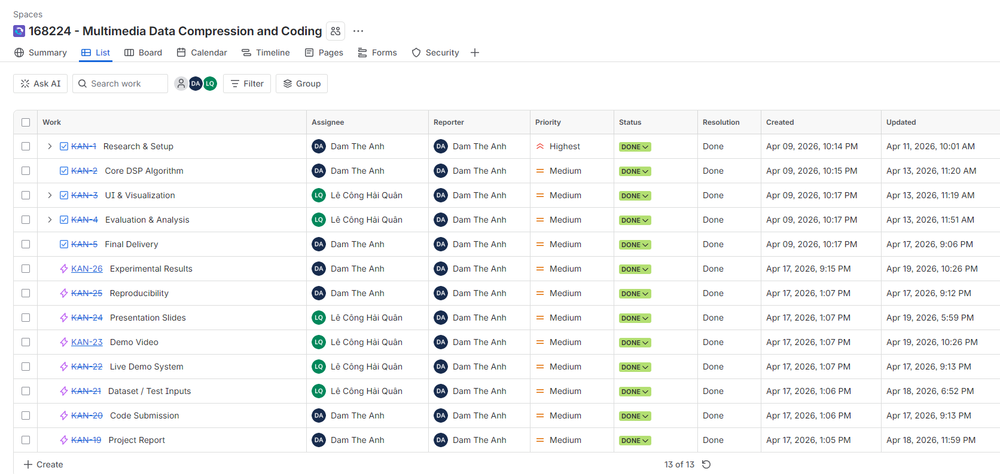 Spaces
168224 - Multimedia Data Compression and Coding
Summary List Board Calendar Timeline Pages Forms Security
Ask AI Search work DA LQ Filter Group
Work Assignee Reporter Priority Status Resolution Created Updated
KAN-1 Research & Setup DA Dam The Anh DA Dam The Anh Highest DONE Done Apr 09, 2026, 10:14 PM Apr 11, 2026, 10:01 AM
KAN-2 Core DSP Algorithm DA Dam The Anh DA Dam The Anh Medium DONE Done Apr 09, 2026, 10:15 PM Apr 13, 2026, 11:20 AM
KAN-3 UI & Visualization LQ Lê Công Hải Quân DA Dam The Anh Medium DONE Done Apr 09, 2026, 10:17 PM Apr 13, 2026, 11:19 AM
KAN-4 Evaluation & Analysis LQ Lê Công Hải Quân DA Dam The Anh Medium DONE Done Apr 09, 2026, 10:17 PM Apr 13, 2026, 11:51 AM
KAN-5 Final Delivery DA Dam The Anh DA Dam The Anh Medium DONE Done Apr 09, 2026, 10:17 PM Apr 17, 2026, 9:06 PM
KAN-26 Experimental Results DA Dam The Anh DA Dam The Anh Medium DONE Done Apr 17, 2026, 9:15 PM Apr 19, 2026, 10:26 PM
KAN-25 Reproducibility DA Dam The Anh DA Dam The Anh Medium DONE Done Apr 17, 2026, 1:07 PM Apr 17, 2026, 9:12 PM
KAN-24 Presentation Slides LQ Lê Công Hải Quân DA Dam The Anh Medium DONE Done Apr 17, 2026, 1:07 PM Apr 19, 2026, 5:59 PM
KAN-23 Demo Video LQ Lê Công Hải Quân DA Dam The Anh Medium DONE Done Apr 17, 2026, 1:07 PM Apr 19, 2026, 10:26 PM
KAN-22 Live Demo System LQ Lê Công Hải Quân DA Dam The Anh Medium DONE Done Apr 17, 2026, 1:07 PM Apr 17, 2026, 9:13 PM
KAN-21 Dataset / Test Inputs LQ Lê Công Hải Quân DA Dam The Anh Medium DONE Done Apr 17, 2026, 1:06 PM Apr 18, 2026, 6:52 PM
KAN-20 Code Submission DA Dam The Anh DA Dam The Anh Medium DONE Done Apr 17, 2026, 1:06 PM Apr 17, 2026, 9:13 PM
KAN-19 Project Report DA Dam The Anh DA Dam The Anh Medium DONE Done Apr 17, 2026, 1:05 PM Apr 18, 2026, 11:59 PM
Create 13 of 13